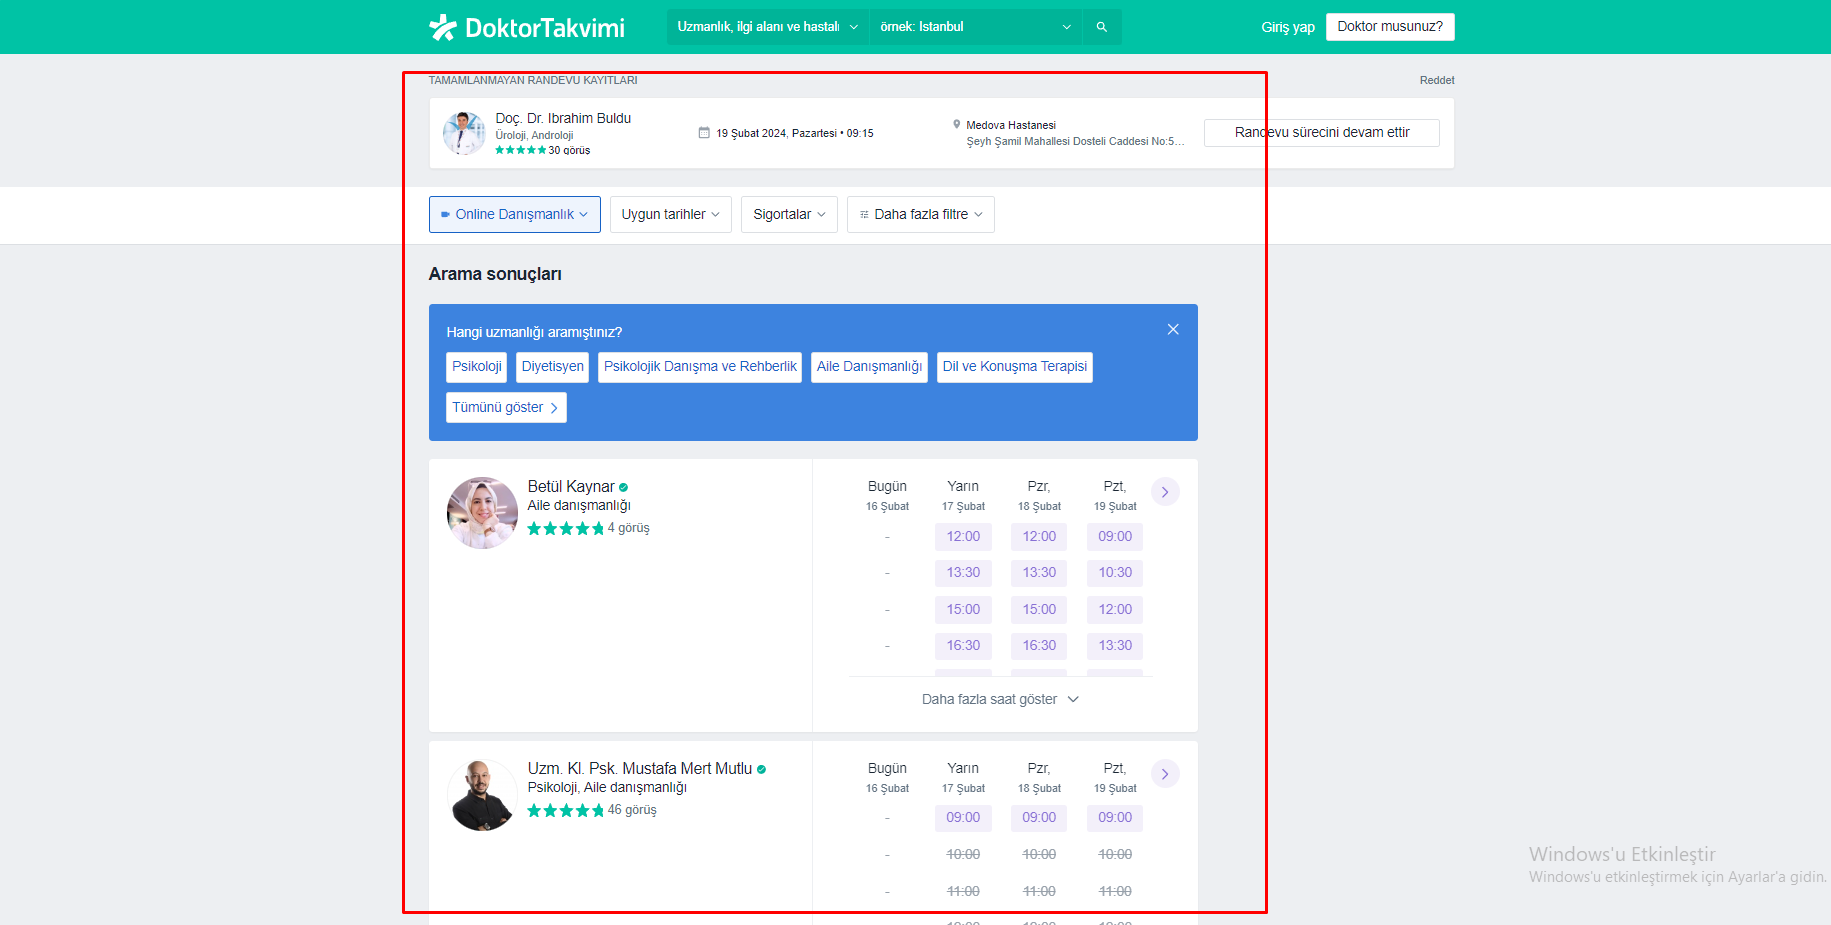 DoktorTakvimi
Uzmanlık, ilgi alanı ve hastalı
örnek: İstanbul
Giriş yap
Doktor musunuz?
TAMAMLANMAYAN RANDEVU KAYITLARI
Reddet
Doç. Dr. Ibrahim Buldu
Üroloji, Androloji
30 görüş
19 Şubat 2024, Pazartesi • 09:15
Medova Hastanesi
Şeyh Şamil Mahallesi Dosteli Caddesi No:5...
Randevu sürecini devam ettir
Online Danışmanlık
Uygun tarihler
Sigortalar
Daha fazla filtre
Arama sonuçları
Hangi uzmanlığı aramıştınız?
Psikoloji
Diyetisyen
Psikolojik Danışma ve Rehberlik
Aile Danışmanlığı
Dil ve Konuşma Terapisi
Tümünü göster
Betül Kaynar
Aile danışmanlığı
4 görüş
Bugün Yarın Pzr, Pzt,
16 Şubat 17 Şubat 18 Şubat 19 Şubat
- 12:00 12:00 09:00
- 13:30 13:30 10:30
- 15:00 15:00 12:00
- 16:30 16:30 13:30
Daha fazla saat göster
Uzm. Kl. Psk. Mustafa Mert Mutlu
Psikoloji, Aile danışmanlığı
46 görüş
Bugün Yarın Pzr, Pzt,
16 Şubat 17 Şubat 18 Şubat 19 Şubat
- 09:00 09:00 09:00
- 10:00 10:00 10:00
- 11:00 11:00 11:00
Windows'u Etkinleştir
Windows'u etkinleştirmek için Ayarlar'a gidin.